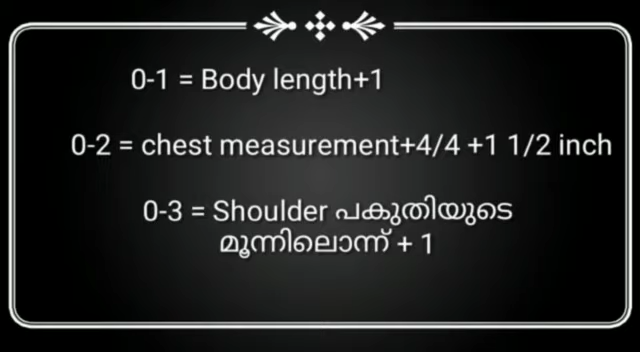 0-1 = Body length+1
0-2 = chest measurement+4/4 +1 1/2 inch
0-3 = Shoulder പകുതിയുടെ
മൂന്നിലൊന്ന് + 1